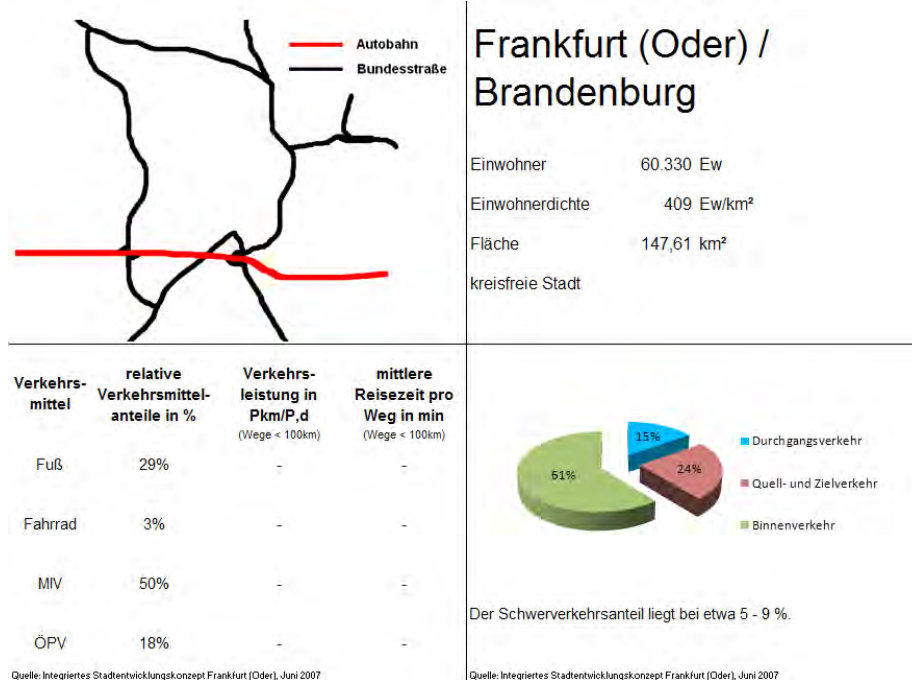 Autobahn
Bundesstraße
Frankfurt (Oder) /
Brandenburg
Einwohner 60.330 Ew
Einwohnerdichte 409 Ew/km²
Fläche 147,61 km²
kreisfreie Stadt
Verkehrs-
mittel
relative
Verkehrsmittel-
anteile in %
Verkehrs-
leistung in
Pkm/P,d
(Wege < 100km)
mittlere
Reisezeit pro
Weg in min
(Wege < 100km)
Fuß 29% - -
Fahrrad 3% - -
MIV 50% - -
ÖPV 18% - -
Quelle: Integriertes Stadtentwicklungskonzept Frankfurt (Oder), Juni 2007
15%
24%
61%
Durchgangsverkehr
Quell- und Zielverkehr
Binnenverkehr
Der Schwerverkehrsanteil liegt bei etwa 5 - 9 %.
Quelle: Integriertes Stadtentwicklungskonzept Frankfurt (Oder), Juni 2007